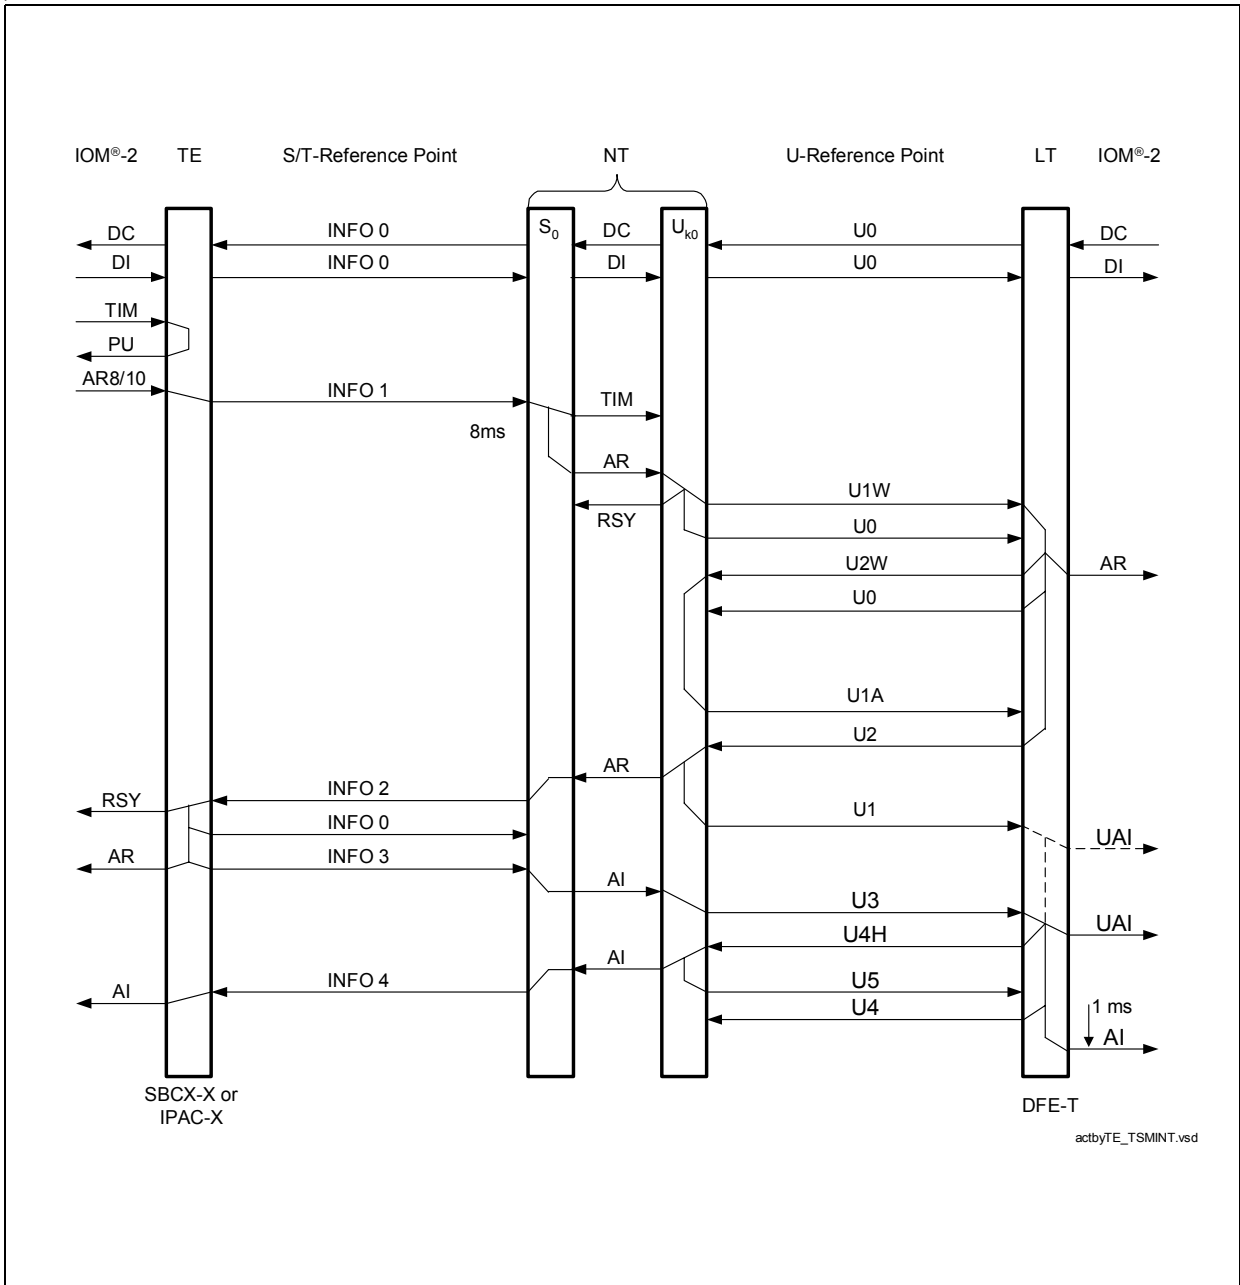 IOM®-2 TE S/T-Reference Point NT U-Reference Point LT IOM®-2
S0 Uk0
DC INFO 0 DC U0 DC
DI INFO 0 DI U0 DI
TIM
PU
AR8/10 INFO 1 TIM
8ms
AR
U1W
RSY
U0
U2W AR
U0
U1A
U2
AR
INFO 2
RSY
U1
INFO 0
UAI
AR INFO 3
AI
U3
UAI
U4H
AI
INFO 4 U5
AI
U4 1 ms
AI
SBCX-X or
IPAC-X
DFE-T
actbyTE_TSMINT.vsd